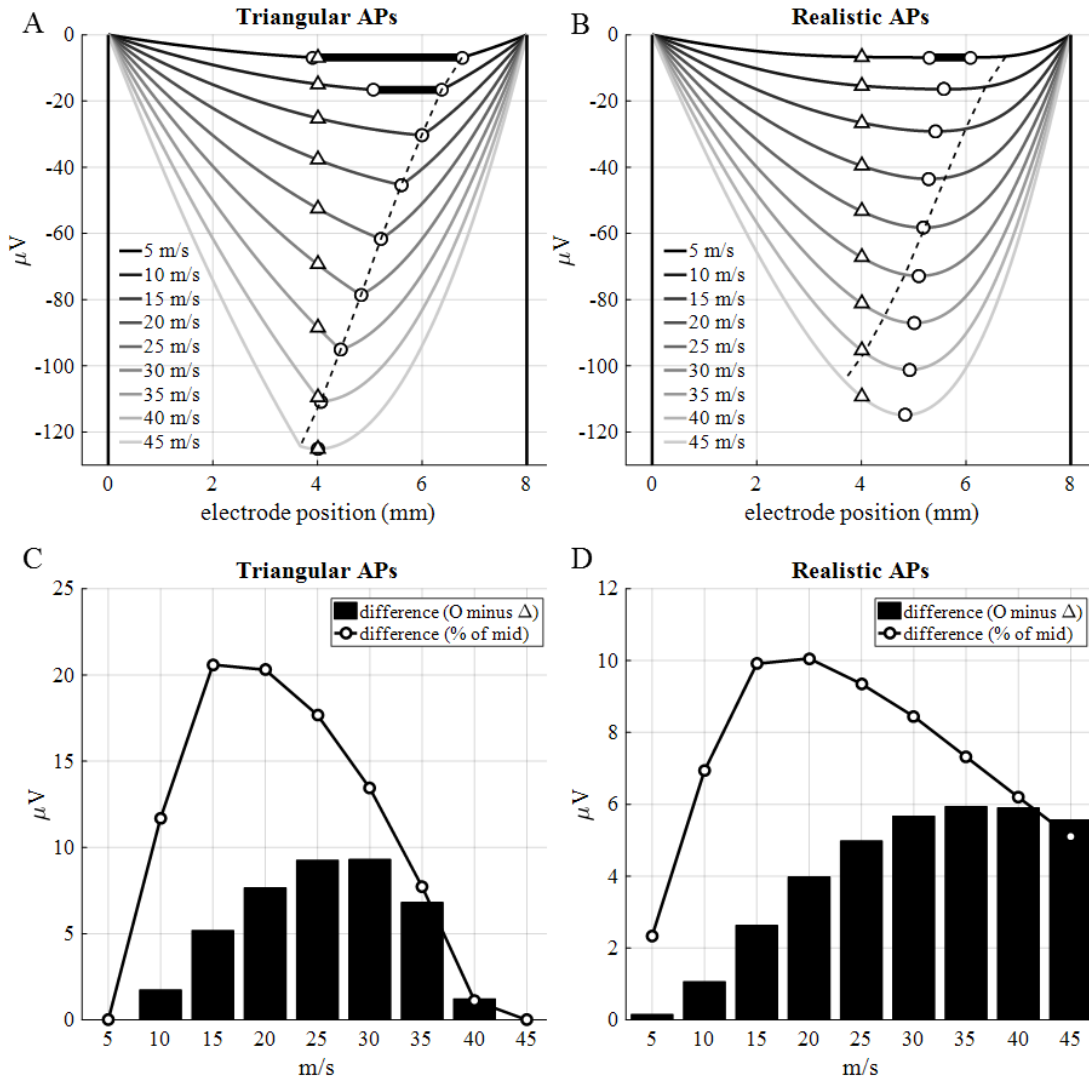 A
Triangular APs
0
-20
-40
-60
-80
-100
-120
μV
5 m/s
10 m/s
15 m/s
20 m/s
25 m/s
30 m/s
35 m/s
40 m/s
45 m/s
0 2 4 6 8
electrode position (mm)
B
Realistic APs
0
-20
-40
-60
-80
-100
-120
μV
5 m/s
10 m/s
15 m/s
20 m/s
25 m/s
30 m/s
35 m/s
40 m/s
45 m/s
0 2 4 6 8
electrode position (mm)
C
Triangular APs
25
20
15
10
5
0
μV
difference (O minus Δ)
difference (% of mid)
5 10 15 20 25 30 35 40 45
m/s
D
Realistic APs
12
10
8
6
4
2
0
μV
difference (O minus Δ)
difference (% of mid)
5 10 15 20 25 30 35 40 45
m/s